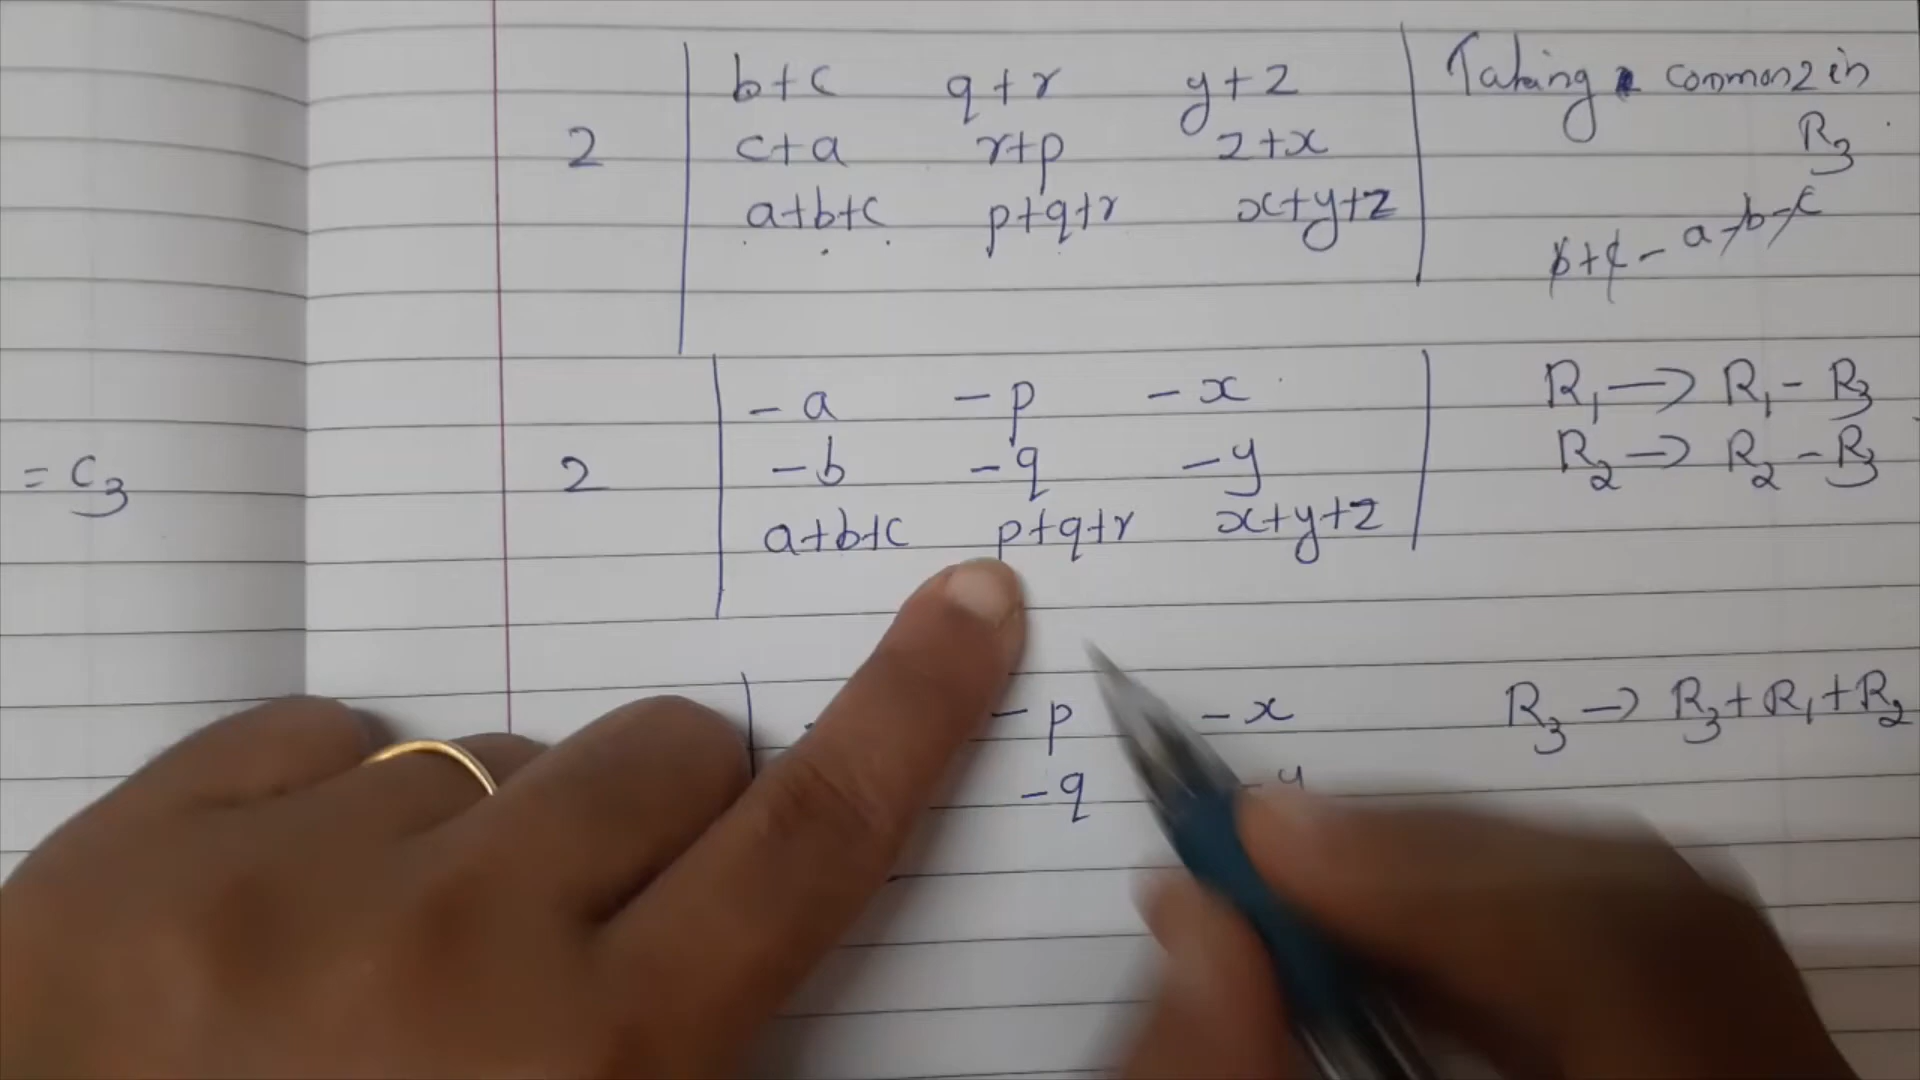 b+c q+r y+z Taking common 2 in
2 c+a r+p z+x R3
a+b+c p+q+r x+y+z b+c - a-b-c
-a -p -x R1 → R1 - R3
= C3 2 -b -q -y R2 → R2 - R3
a+b+c p+q+r x+y+z
-p -x R3 → R3+R1+R2
-q -y